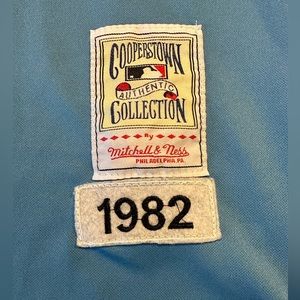 COOPERSTOWN
AUTHENTIC
COLLECTION
By
Mitchell & Ness
PHILADELPHIA, PA.
1982